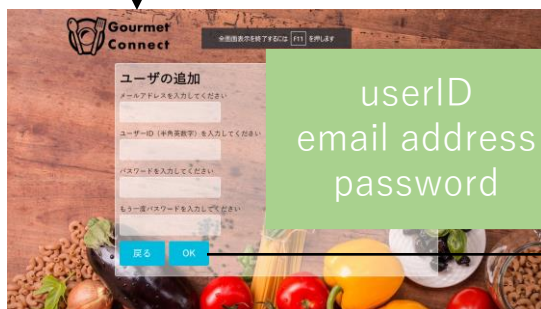 Gourmet
Connect
全画面表示を終了するには F11 を押します
ユーザの追加
メールアドレスを入力してください
ユーザーID（半角英数字）を入力してください
パスワードを入力してください
もう一度パスワードを入力してください
戻る OK
userID
email address
password